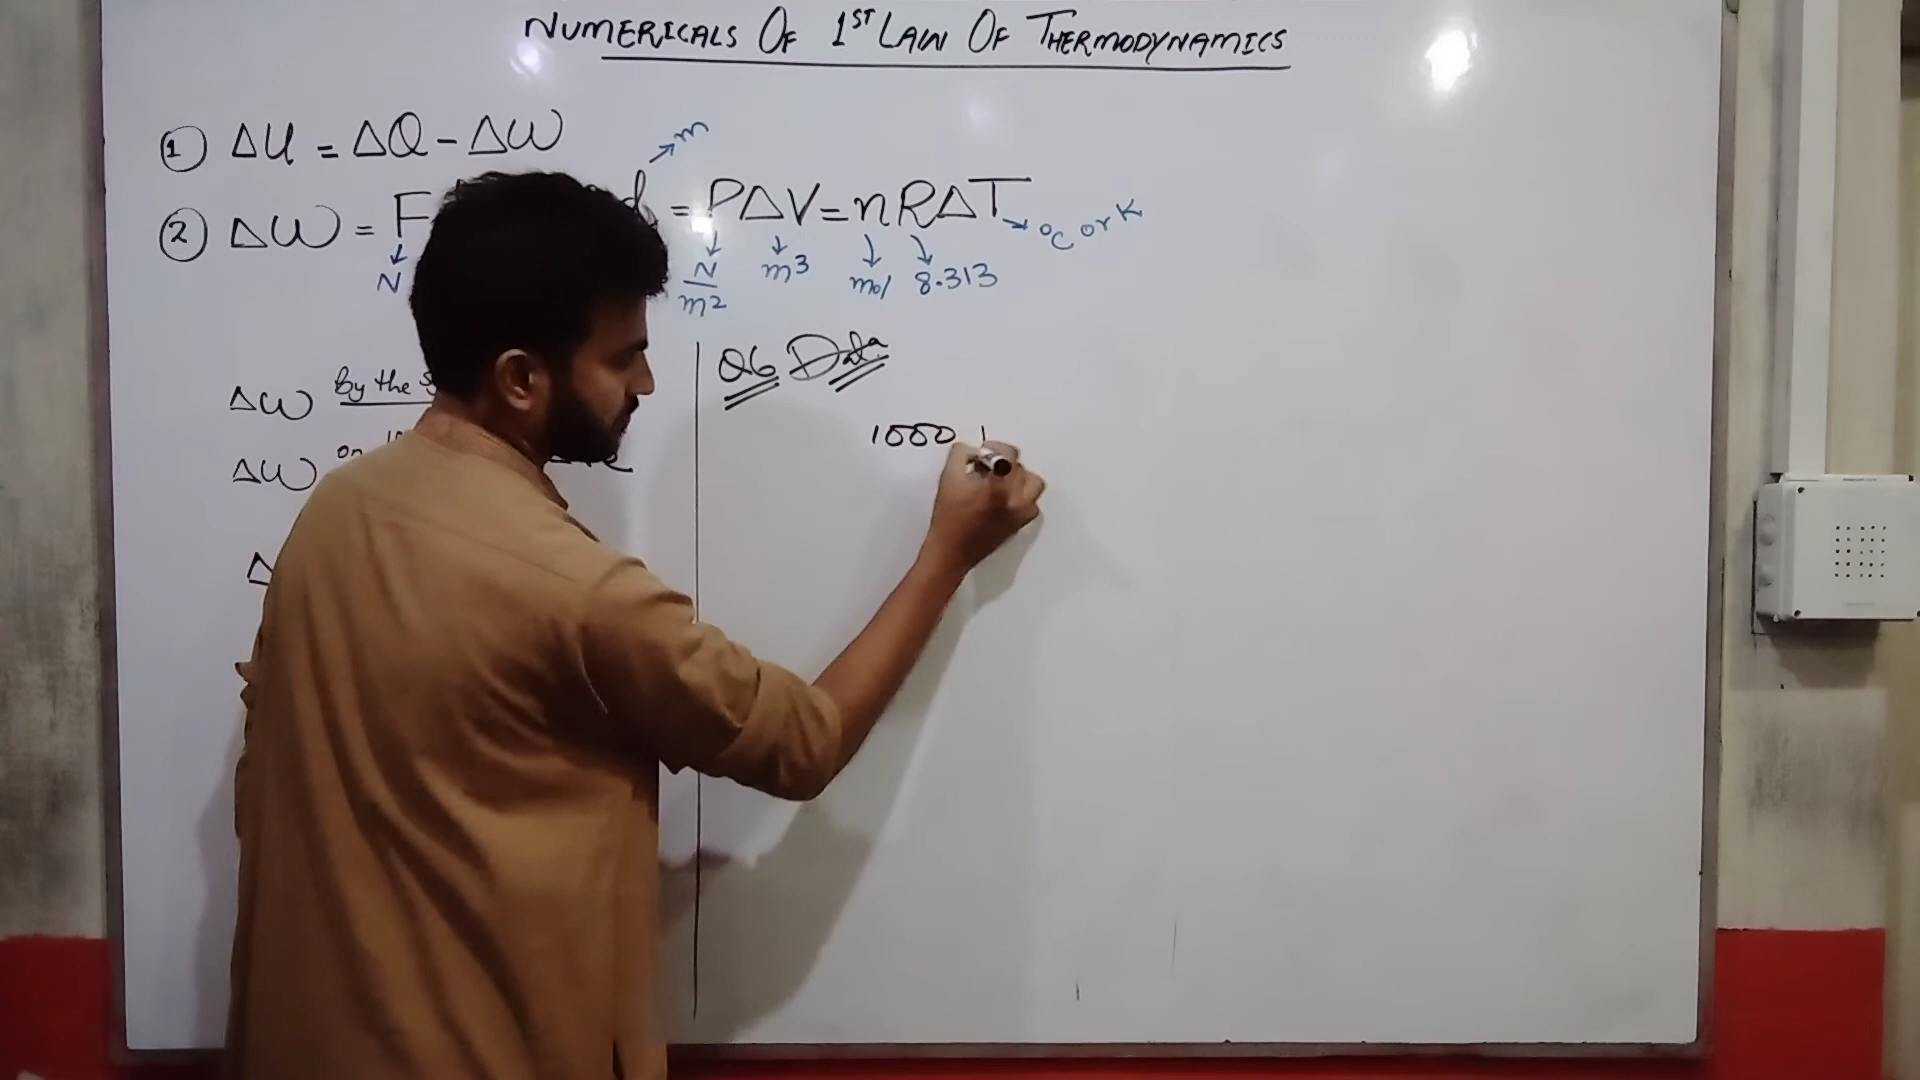 NUMERICALS OF 1ST LAW OF THERMODYNAMICS
① ΔU = ΔQ - ΔW
m
② ΔW = F d = PΔV = nRΔT → °C or K
N N/m2 m3 mol 8.313
Q6 Data
ΔW By the
1000
ΔW on
Δ